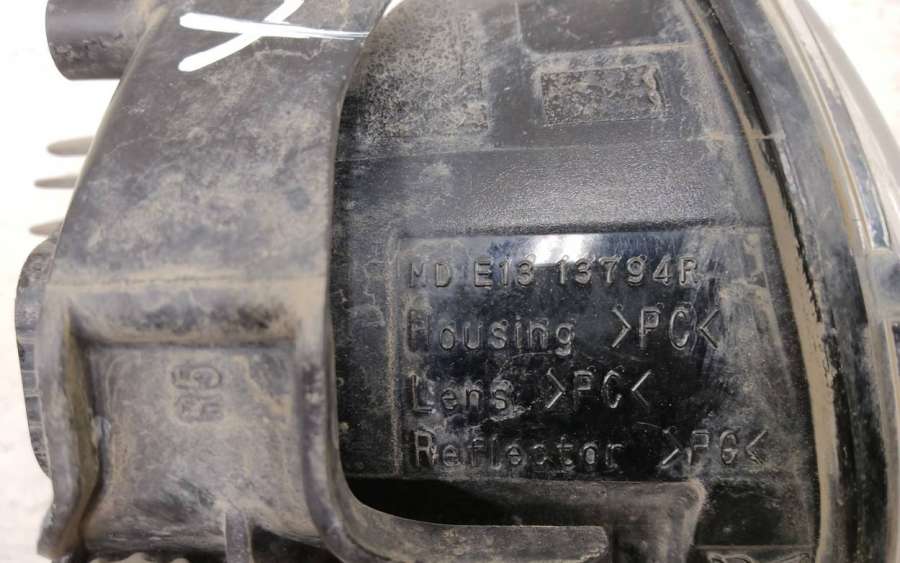 MD E13 13794R
Housing >PC<
Lens >PC<
Reflector >PC<